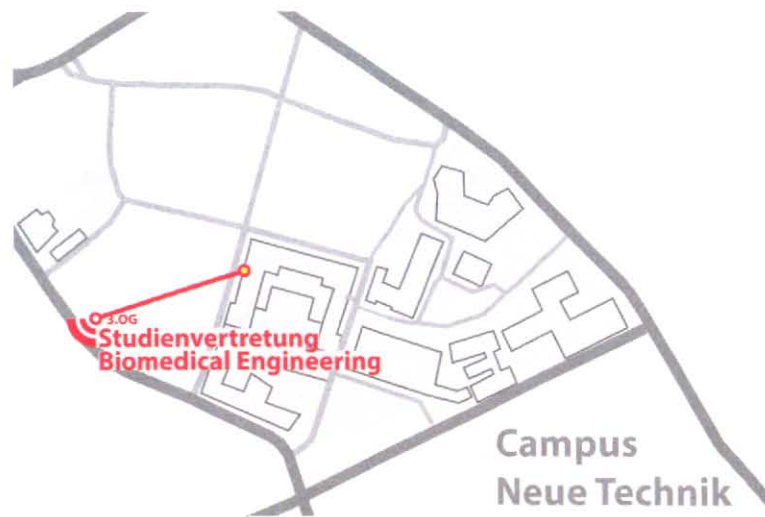 3.OG
Studienvertretung
Biomedical Engineering
Campus
Neue Technik